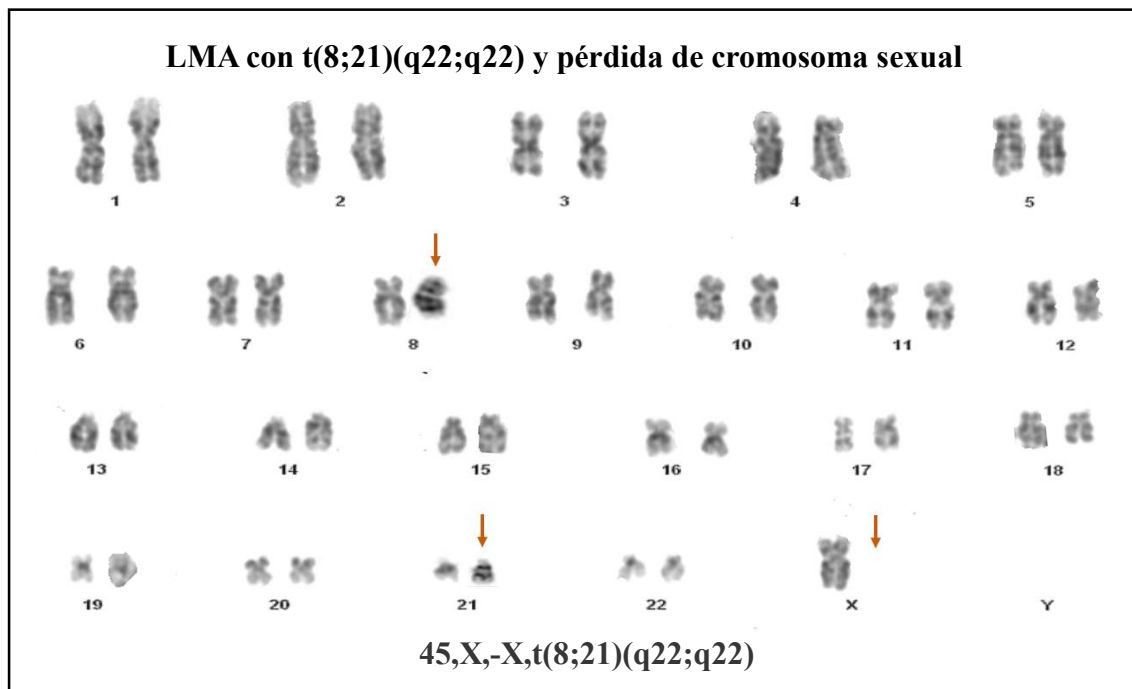 LMA con t(8;21)(q22;q22) y pérdida de cromosoma sexual
1 2 3 4 5
6 7 8 9 10 11 12
13 14 15 16 17 18
19 20 21 22 X Y
45,X,-X,t(8;21)(q22;q22)